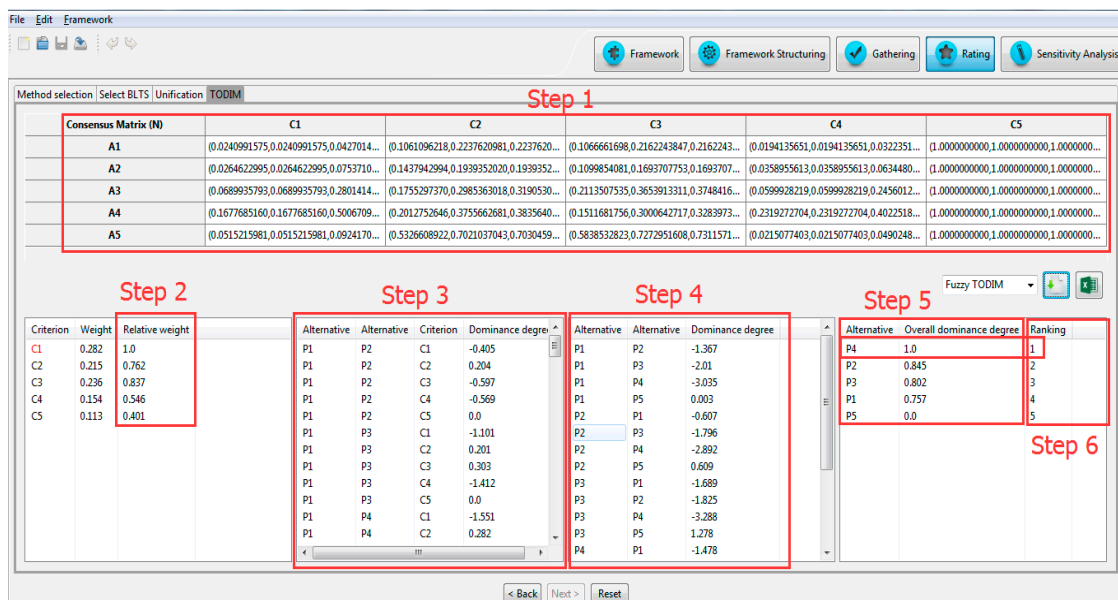 File Edit Framework
Framework Framework Structuring Gathering Rating Sensitivity Analysis
Method selection Select BLTS Unification TODIM
Step 1
Consensus Matrix (N) C1 C2 C3 C4 C5
A1 (0.0240991575,0.0240991575,0.0427014... (0.1061096218,0.2237620981,0.2237620... (0.1066661698,0.2162243847,0.2162243... (0.0194135651,0.0194135651,0.0322351... (1.0000000000,1.0000000000,1.0000000...
A2 (0.0264622995,0.0264622995,0.0753710... (0.1437942994,0.1939352020,0.1939352... (0.1099854081,0.1693707753,0.1693707... (0.0358955613,0.0358955613,0.0634480... (1.0000000000,1.0000000000,1.0000000...
A3 (0.0689935793,0.0689935793,0.2801414... (0.1755297370,0.2985363018,0.3190530... (0.2113507535,0.3653913311,0.3748416... (0.0599928219,0.0599928219,0.2456012... (1.0000000000,1.0000000000,1.0000000...
A4 (0.1677685160,0.1677685160,0.5006709... (0.2012752646,0.3755662681,0.3835640... (0.1511681756,0.3000642717,0.3283973... (0.2319272704,0.2319272704,0.4022518... (1.0000000000,1.0000000000,1.0000000...
A5 (0.0515215981,0.0515215981,0.0924170... (0.5326608922,0.7021037043,0.7030459... (0.5838532823,0.7272951608,0.7311571... (0.0215077403,0.0215077403,0.0490248... (1.0000000000,1.0000000000,1.0000000...
Fuzzy TODIM
Step 2 Step 3 Step 4 Step 5
Criterion Weight Relative weight
C1 0.282 1.0
C2 0.215 0.762
C3 0.236 0.837
C4 0.154 0.546
C5 0.113 0.401
Alternative Alternative Criterion Dominance degre
P1 P2 C1 -0.405
P1 P2 C2 0.204
P1 P2 C3 -0.597
P1 P2 C4 -0.569
P1 P2 C5 0.0
P1 P3 C1 -1.101
P1 P3 C2 0.201
P1 P3 C3 0.303
P1 P3 C4 -1.412
P1 P3 C5 0.0
P1 P4 C1 -1.551
P1 P4 C2 0.282
Alternative Alternative Dominance degree
P1 P2 -1.367
P1 P3 -2.01
P1 P4 -3.035
P1 P5 0.003
P2 P1 -0.607
P2 P3 -1.796
P2 P4 -2.892
P2 P5 0.609
P3 P1 -1.689
P3 P2 -1.825
P3 P4 -3.288
P3 P5 1.278
P4 P1 -1.478
Alternative Overall dominance degree Ranking
P4 1.0 1
P2 0.845 2
P3 0.802 3
P1 0.757 4
P5 0.0 5
Step 6
< Back Next > Reset